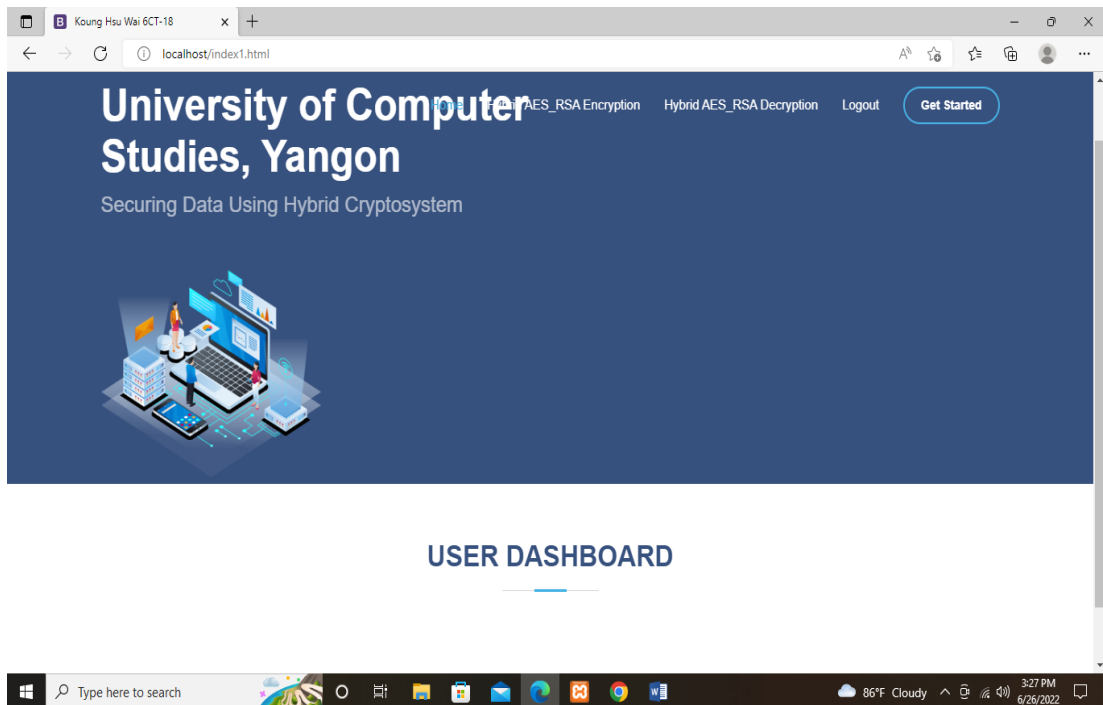 Koung Hsu Wai 6CT-18
localhost/index1.html
University of Computer
Studies, Yangon
Home Hybrid AES_RSA Encryption Hybrid AES_RSA Decryption Logout Get Started
Securing Data Using Hybrid Cryptosystem
USER DASHBOARD
Type here to search
86°F Cloudy
3:27 PM
6/26/2022